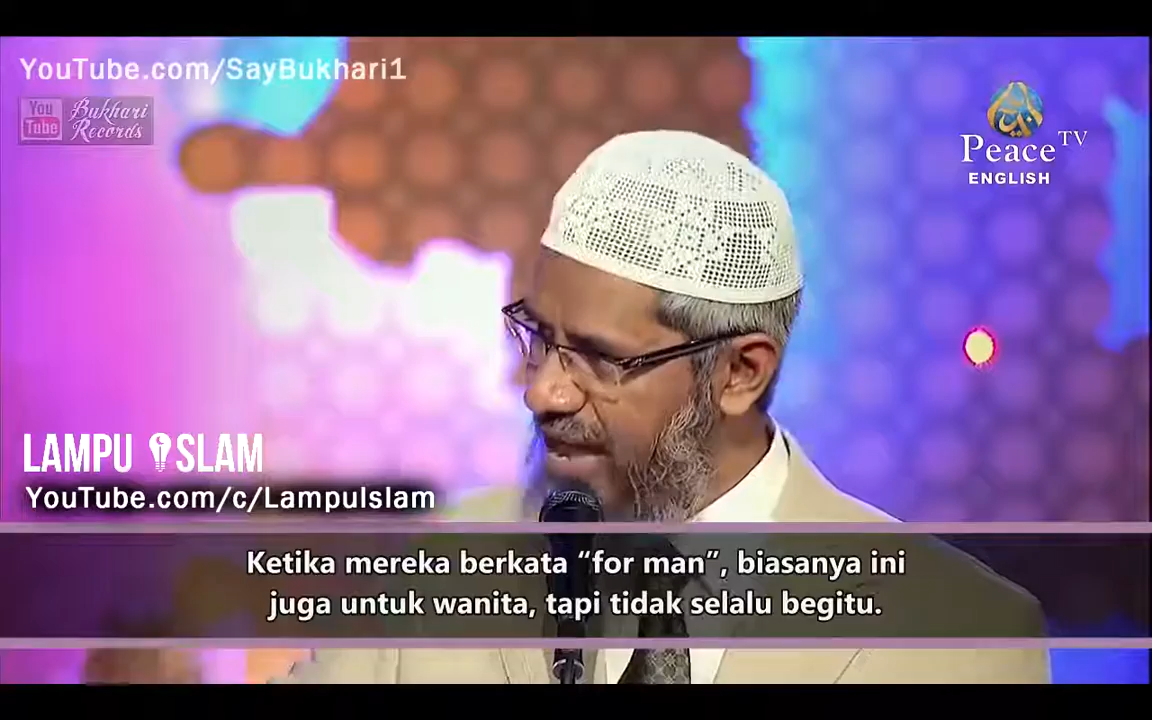 YouTube.com/SayBukhari1
You
Tube
Bukhari
Records
Peace TV
ENGLISH
LAMPU ISLAM
YouTube.com/c/LampuIslam
Ketika mereka berkata “for man”, biasanya ini
juga untuk wanita, tapi tidak selalu begitu.